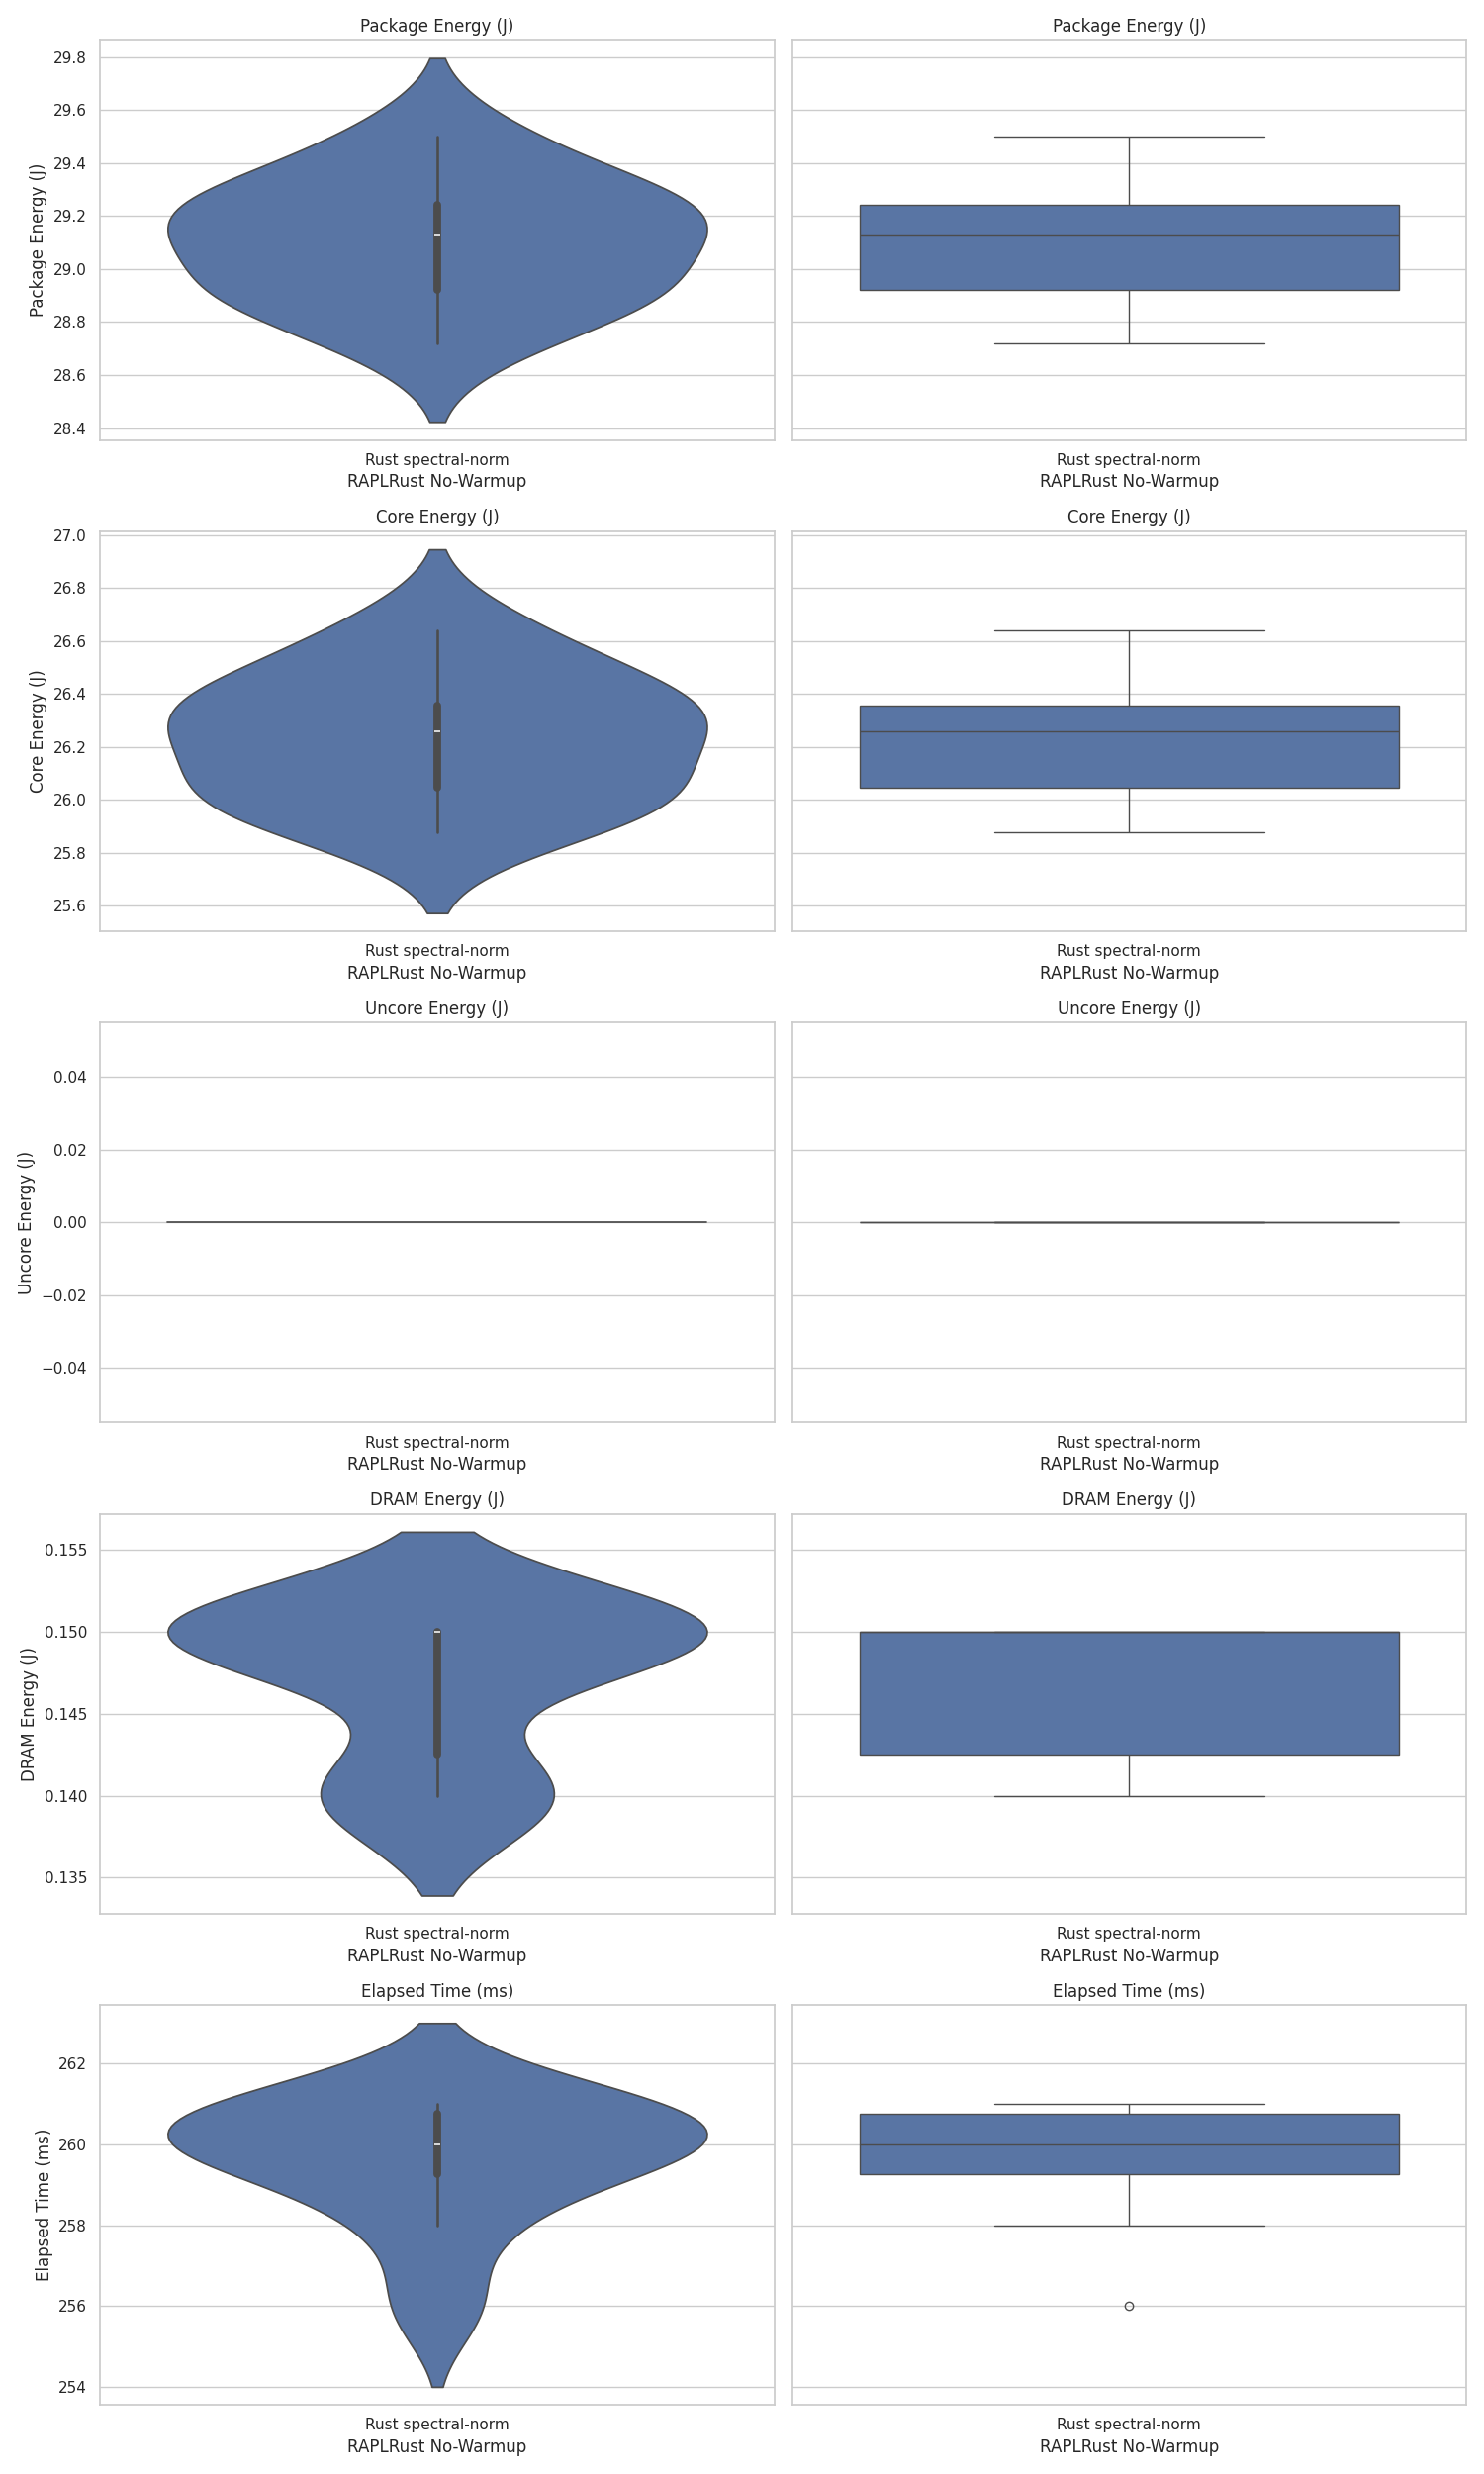 Package Energy (J) Package Energy (J)
Package Energy (J)
29.8
29.6
29.4
29.2
29.0
28.8
28.6
28.4
Rust spectral-norm Rust spectral-norm
RAPLRust No-Warmup RAPLRust No-Warmup
Core Energy (J) Core Energy (J)
Core Energy (J)
27.0
26.8
26.6
26.4
26.2
26.0
25.8
25.6
Rust spectral-norm Rust spectral-norm
RAPLRust No-Warmup RAPLRust No-Warmup
Uncore Energy (J) Uncore Energy (J)
Uncore Energy (J)
0.04
0.02
0.00
−0.02
−0.04
Rust spectral-norm Rust spectral-norm
RAPLRust No-Warmup RAPLRust No-Warmup
DRAM Energy (J) DRAM Energy (J)
DRAM Energy (J)
0.155
0.150
0.145
0.140
0.135
Rust spectral-norm Rust spectral-norm
RAPLRust No-Warmup RAPLRust No-Warmup
Elapsed Time (ms) Elapsed Time (ms)
Elapsed Time (ms)
262
260
258
256
254
Rust spectral-norm Rust spectral-norm
RAPLRust No-Warmup RAPLRust No-Warmup